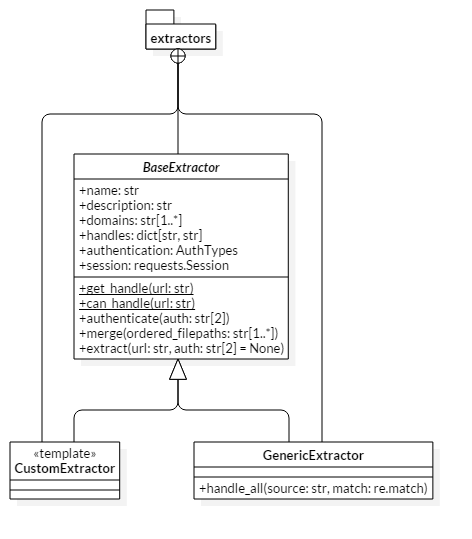 extractors
BaseExtractor
+name: str
+description: str
+domains: str[1..*]
+handles: dict[str, str]
+authentication: AuthTypes
+session: requests.Session
+get_handle(url: str)
+can_handle(url: str)
+authenticate(auth: str[2])
+merge(ordered_filepaths: str[1..*])
+extract(url: str, auth: str[2] = None)
«template»
CustomExtractor
GenericExtractor
+handle_all(source: str, match: re.match)